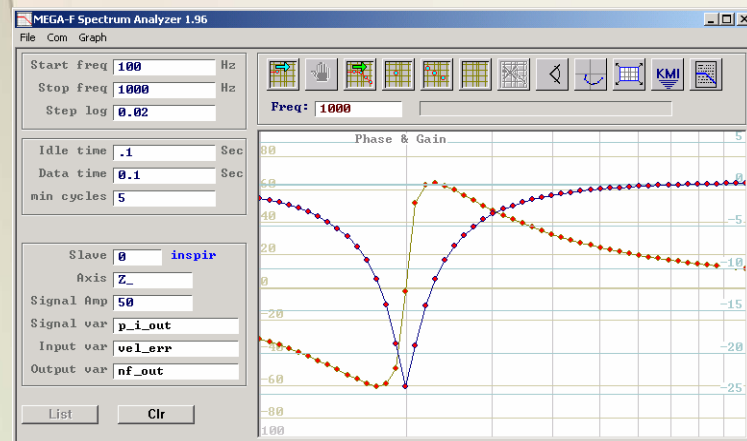 MEGA-F Spectrum Analyzer 1.96
File Com Graph
Start freq 100 Hz
Stop freq 1000 Hz
Step log 0.02
KMI
Freq: 1000
Idle time .1 Sec
Data time 0.1 Sec
min cycles 5
Slave 0 inspir
Axis Z_
Signal Amp 50
Signal var p_i_out
Input var vel_err
Output var nf_out
List Clr
Phase & Gain
80
60
40
20
0
-20
-40
-60
-80
100
5
0
-5
-10
-15
-20
-25